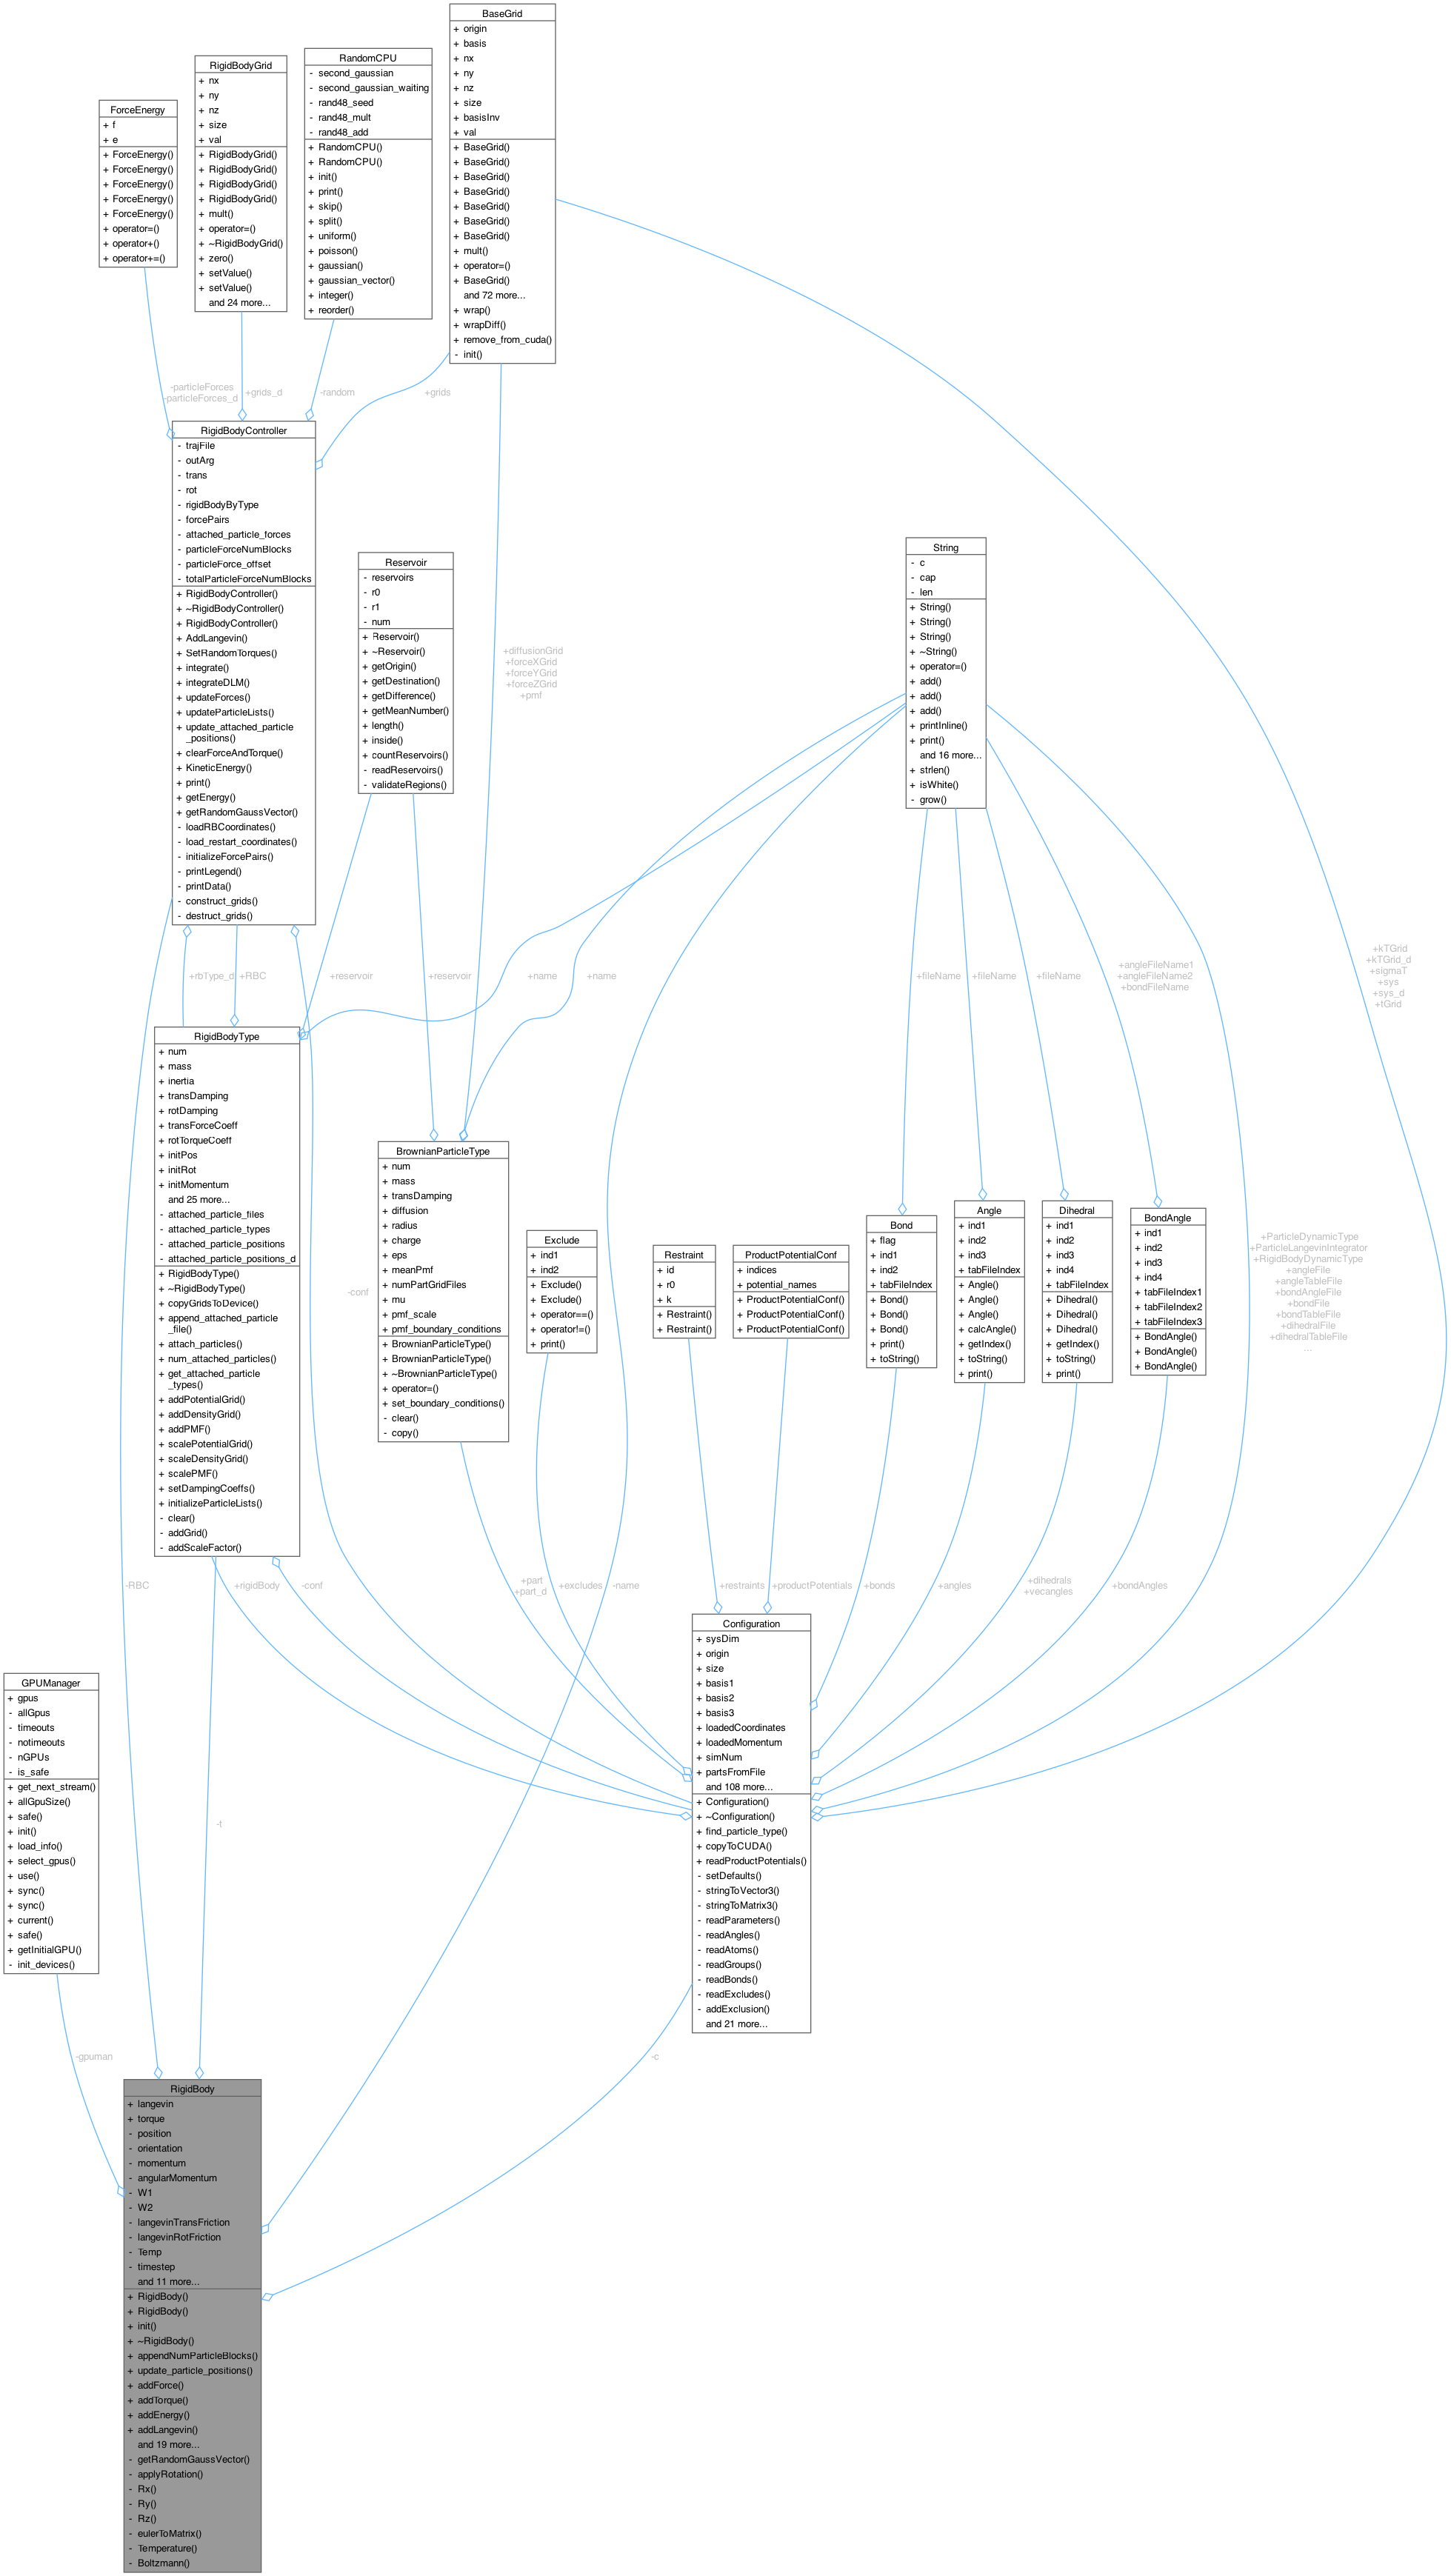 BaseGrid
+ origin
+ basis
+ nx
+ ny
+ nz
+ size
+ basisInv
+ val
+ BaseGrid()
+ BaseGrid()
+ BaseGrid()
+ BaseGrid()
+ BaseGrid()
+ BaseGrid()
+ BaseGrid()
+ mult()
+ operator=()
+ BaseGrid()
and 72 more...
+ wrap()
+ wrapDiff()
+ remove_from_cuda()
- init()
RandomCPU
- second_gaussian
- second_gaussian_waiting
- rand48_seed
- rand48_mult
- rand48_add
+ RandomCPU()
+ RandomCPU()
+ init()
+ print()
+ skip()
+ split()
+ uniform()
+ poisson()
+ gaussian()
+ gaussian_vector()
+ integer()
+ reorder()
RigidBodyGrid
+ nx
+ ny
+ nz
+ size
+ val
+ RigidBodyGrid()
+ RigidBodyGrid()
+ RigidBodyGrid()
+ RigidBodyGrid()
+ mult()
+ operator=()
+ ~RigidBodyGrid()
+ zero()
+ setValue()
+ setValue()
and 24 more...
ForceEnergy
+ f
+ e
+ ForceEnergy()
+ ForceEnergy()
+ ForceEnergy()
+ ForceEnergy()
+ ForceEnergy()
+ operator=()
+ operator+()
+ operator+=()
-particleForces
-particleForces_d
+grids_d
-random
+grids
RigidBodyController
- trajFile
- outArg
- trans
- rot
- rigidBodyByType
- forcePairs
- attached_particle_forces
- particleForceNumBlocks
- particleForce_offset
- totalParticleForceNumBlocks
+ RigidBodyController()
+ ~RigidBodyController()
+ RigidBodyController()
+ AddLangevin()
+ SetRandomTorques()
+ integrate()
+ integrateDLM()
+ updateForces()
+ updateParticleLists()
+ update_attached_particle
_positions()
+ clearForceAndTorque()
+ KineticEnergy()
+ print()
+ getEnergy()
+ getRandomGaussVector()
- loadRBCoordinates()
- load_restart_coordinates()
- initializeForcePairs()
- printLegend()
- printData()
- construct_grids()
- destruct_grids()
Reservoir
- reservoirs
- r0
- r1
- num
+ Reservoir()
+ ~Reservoir()
+ getOrigin()
+ getDestination()
+ getDifference()
+ getMeanNumber()
+ length()
+ inside()
+ countReservoirs()
- readReservoirs()
- validateRegions()
+diffusionGrid
+forceXGrid
+forceYGrid
+forceZGrid
+pmf
String
- c
- cap
- len
+ String()
+ String()
+ String()
+ ~String()
+ operator=()
+ add()
+ add()
+ add()
+ printInline()
+ print()
and 16 more...
+ strlen()
+ isWhite()
- grow()
+rbType_d
+RBC
+reservoir
+reservoir
+name
+name
+fileName
+fileName
+fileName
+angleFileName1
+angleFileName2
+bondFileName
+kTGrid
+kTGrid_d
+sigmaT
+sys
+sys_d
+tGrid
RigidBodyType
+ num
+ mass
+ inertia
+ transDamping
+ rotDamping
+ transForceCoeff
+ rotTorqueCoeff
+ initPos
+ initRot
+ initMomentum
and 25 more...
- attached_particle_files
- attached_particle_types
- attached_particle_positions
- attached_particle_positions_d
+ RigidBodyType()
+ ~RigidBodyType()
+ copyGridsToDevice()
+ append_attached_particle
_file()
+ attach_particles()
+ num_attached_particles()
+ get_attached_particle
_types()
+ addPotentialGrid()
+ addDensityGrid()
+ addPMF()
+ scalePotentialGrid()
+ scaleDensityGrid()
+ scalePMF()
+ setDampingCoeffs()
+ initializeParticleLists()
- clear()
- addGrid()
- addScaleFactor()
-conf
BrownianParticleType
+ num
+ mass
+ transDamping
+ diffusion
+ radius
+ charge
+ eps
+ meanPmf
+ numPartGridFiles
+ mu
+ pmf_scale
+ pmf_boundary_conditions
+ BrownianParticleType()
+ BrownianParticleType()
+ ~BrownianParticleType()
+ operator=()
+ set_boundary_conditions()
- clear()
- copy()
Exclude
+ ind1
+ ind2
+ Exclude()
+ Exclude()
+ operator==()
+ operator!=()
+ print()
Restraint
+ id
+ r0
+ k
+ Restraint()
+ Restraint()
ProductPotentialConf
+ indices
+ potential_names
+ ProductPotentialConf()
+ ProductPotentialConf()
+ ProductPotentialConf()
Bond
+ flag
+ ind1
+ ind2
+ tabFileIndex
+ Bond()
+ Bond()
+ Bond()
+ print()
+ toString()
Angle
+ ind1
+ ind2
+ ind3
+ tabFileIndex
+ Angle()
+ Angle()
+ Angle()
+ calcAngle()
+ getIndex()
+ toString()
+ print()
Dihedral
+ ind1
+ ind2
+ ind3
+ ind4
+ tabFileIndex
+ Dihedral()
+ Dihedral()
+ Dihedral()
+ getIndex()
+ toString()
+ print()
BondAngle
+ ind1
+ ind2
+ ind3
+ ind4
+ tabFileIndex1
+ tabFileIndex2
+ tabFileIndex3
+ BondAngle()
+ BondAngle()
+ BondAngle()
+ParticleDynamicType
+ParticleLangevinIntegrator
+RigidBodyDynamicType
+angleFile
+angleTableFile
+bondAngleFile
+bondFile
+bondTableFile
+dihedralFile
+dihedralTableFile
...
-RBC
+rigidBody
-conf
+part
+part_d
+excludes
-name
+restraints
+productPotentials
+bonds
+angles
+dihedrals
+vecangles
+bondAngles
Configuration
+ sysDim
+ origin
+ size
+ basis1
+ basis2
+ basis3
+ loadedCoordinates
+ loadedMomentum
+ simNum
+ partsFromFile
and 108 more...
+ Configuration()
+ ~Configuration()
+ find_particle_type()
+ copyToCUDA()
+ readProductPotentials()
- setDefaults()
- stringToVector3()
- stringToMatrix3()
- readParameters()
- readAngles()
- readAtoms()
- readGroups()
- readBonds()
- readExcludes()
- addExclusion()
and 21 more...
GPUManager
+ gpus
- allGpus
- timeouts
- notimeouts
- nGPUs
- is_safe
+ get_next_stream()
+ allGpuSize()
+ safe()
+ init()
+ load_info()
+ select_gpus()
+ use()
+ sync()
+ sync()
+ current()
+ safe()
+ getInitialGPU()
- init_devices()
-t
-gpuman
-c
RigidBody
+ langevin
+ torque
- position
- orientation
- momentum
- angularMomentum
- W1
- W2
- langevinTransFriction
- langevinRotFriction
- Temp
- timestep
and 11 more...
+ RigidBody()
+ RigidBody()
+ init()
+ ~RigidBody()
+ appendNumParticleBlocks()
+ update_particle_positions()
+ addForce()
+ addTorque()
+ addEnergy()
+ addLangevin()
and 19 more...
- getRandomGaussVector()
- applyRotation()
- Rx()
- Ry()
- Rz()
- eulerToMatrix()
- Temperature()
- Boltzmann()